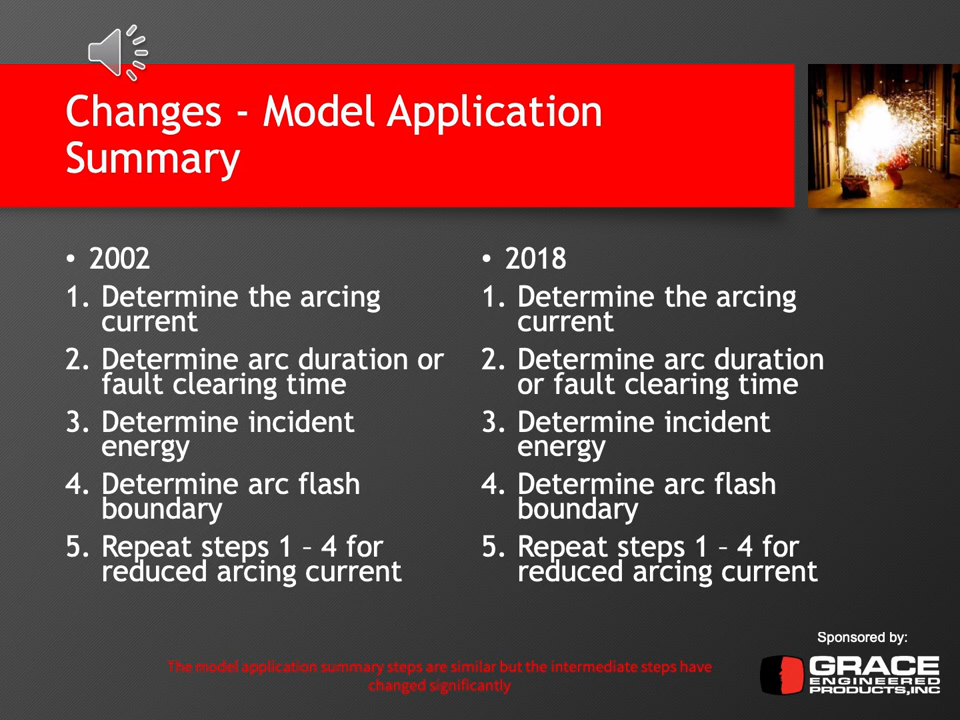 Changes - Model Application
Summary
• 2002
1. Determine the arcing
current
2. Determine arc duration or
fault clearing time
3. Determine incident
energy
4. Determine arc flash
boundary
5. Repeat steps 1 – 4 for
reduced arcing current
• 2018
1. Determine the arcing
current
2. Determine arc duration
or fault clearing time
3. Determine incident
energy
4. Determine arc flash
boundary
5. Repeat steps 1 – 4 for
reduced arcing current
The model application summary steps are similar but the intermediate steps have
changed significantly
Sponsored by:
GRACE
ENGINEERED
PRODUCTS,INC